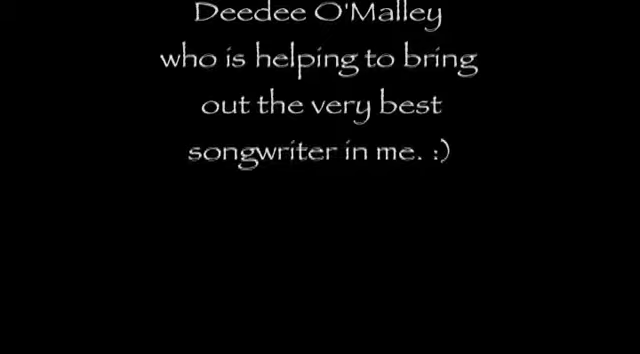 Deedee O'Malley
who is helping to bring
out the very best
songwriter in me. :)